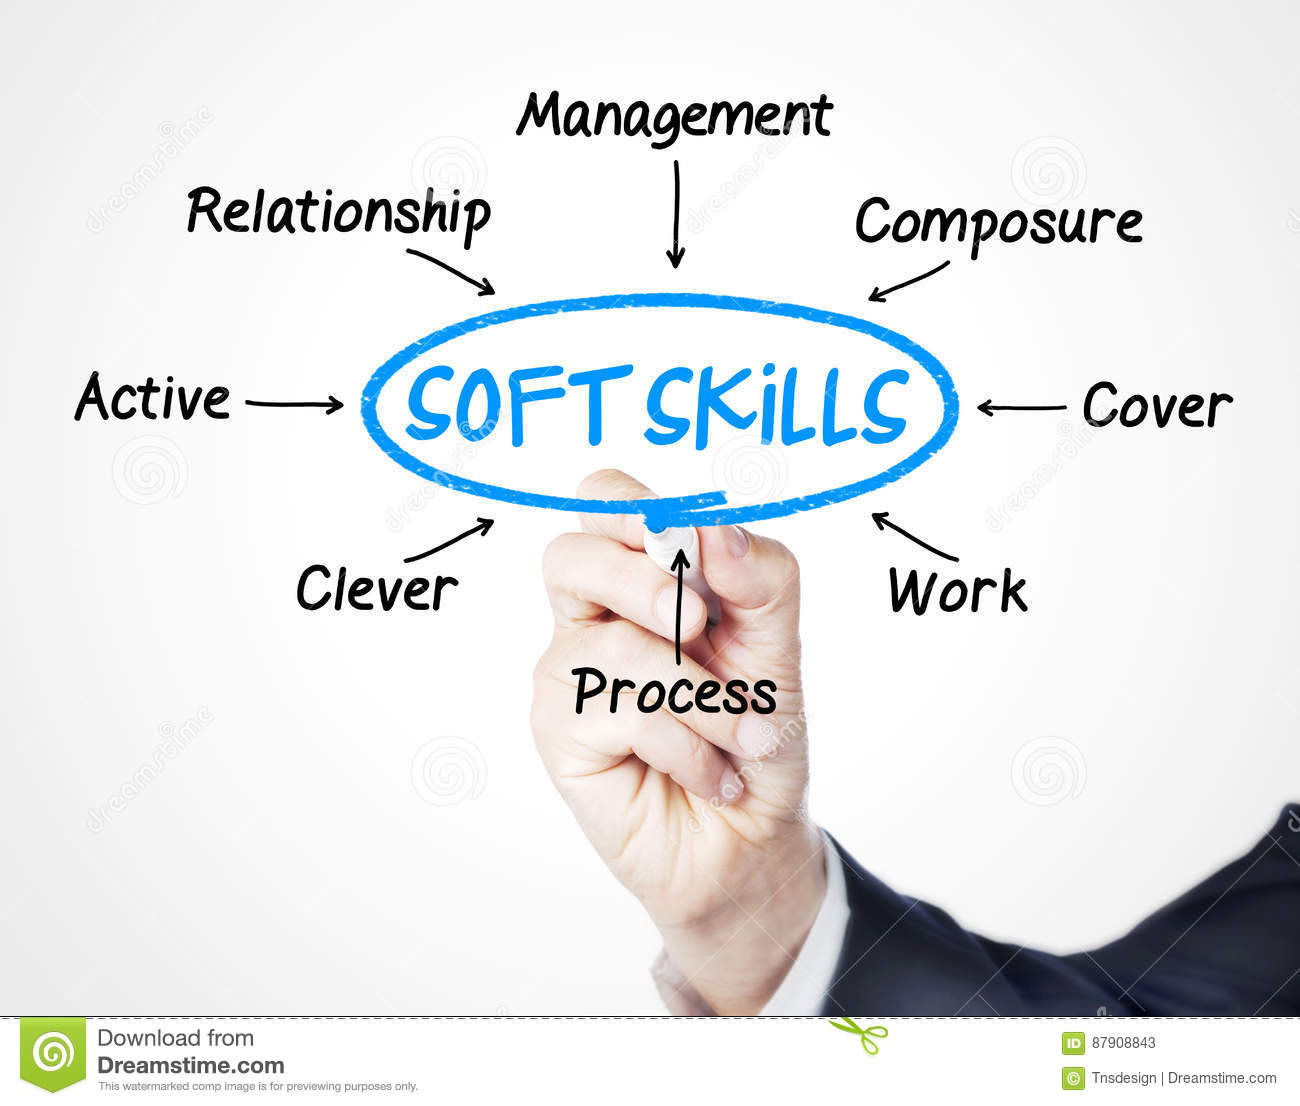 Management
Relationship
Composure
SOFT SKiLLS
Active
Cover
Clever
Work
Process
dreamstime
Download from
Dreamstime.com
This watermarked comp image is for previewing purposes only.
ID 87908843
© Tnsdesign | Dreamstime.com